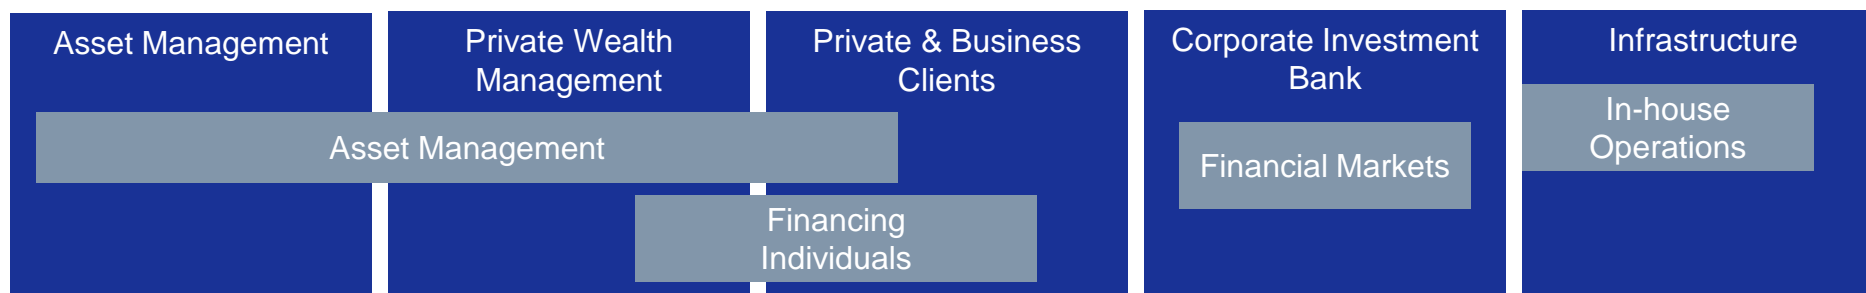 Asset Management
Private Wealth
Management
Private & Business
Clients
Corporate Investment
Bank
Infrastructure
Asset Management
Financing
Individuals
Financial Markets
In-house
Operations